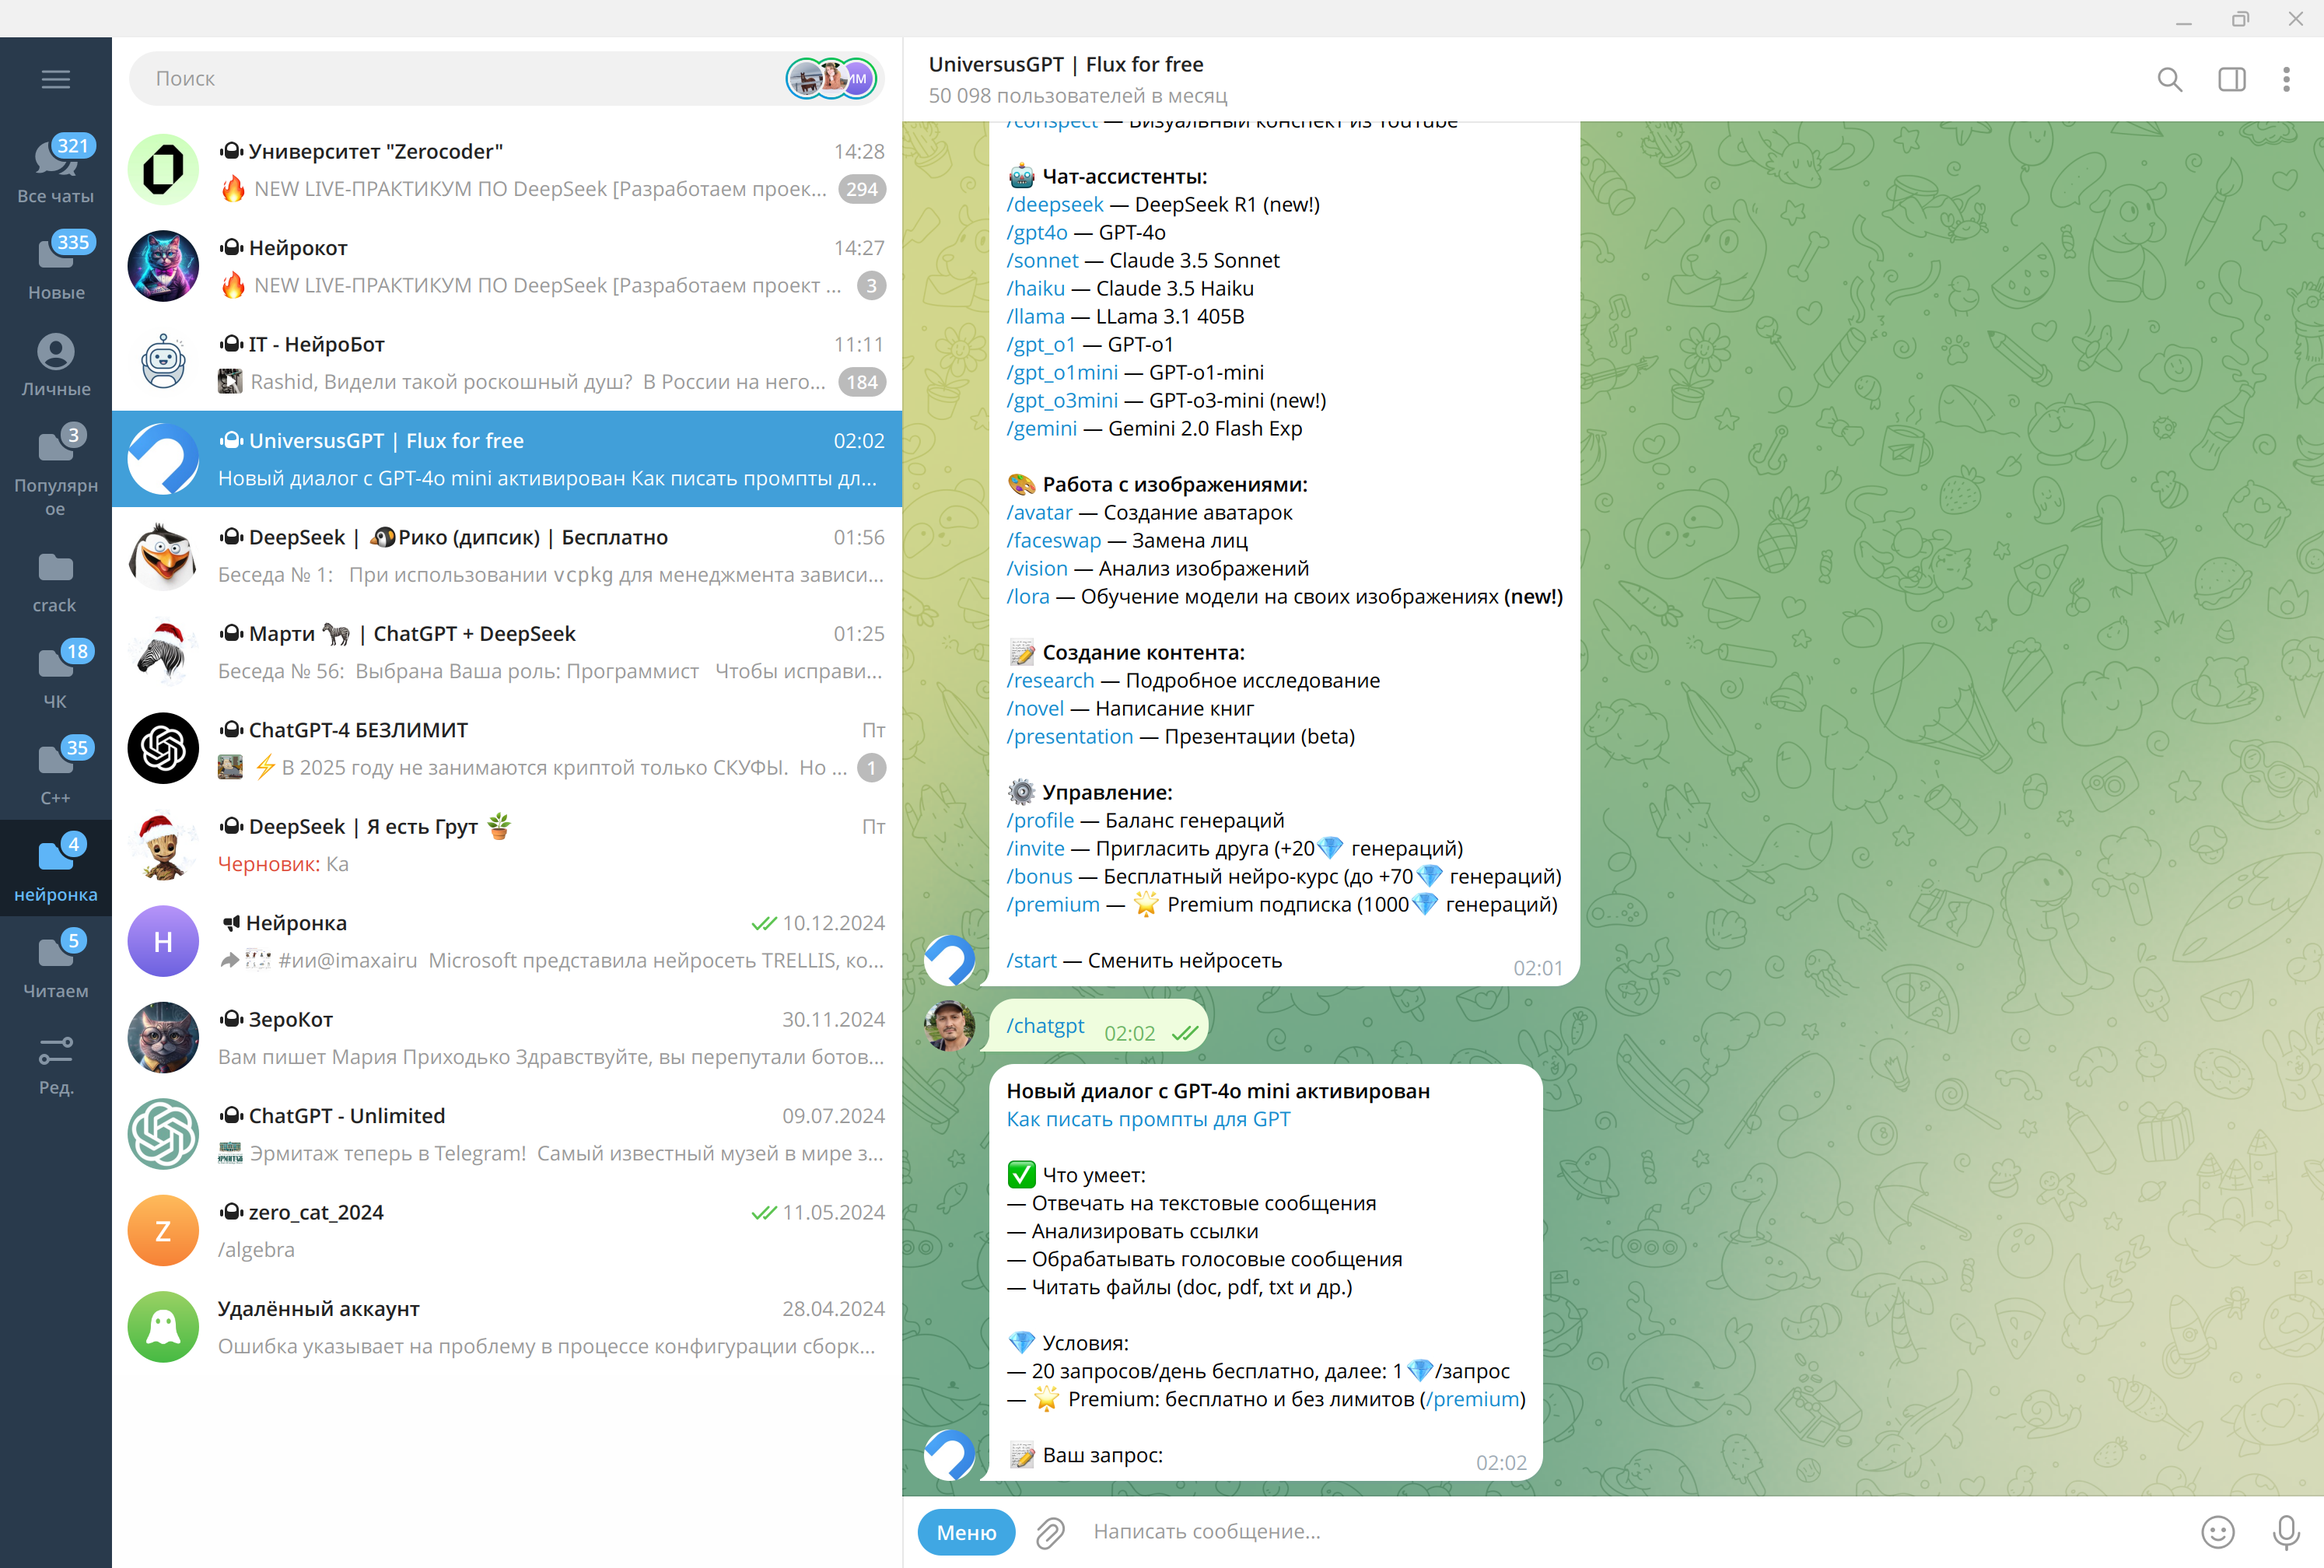 Поиск
ИМ
321
Все чаты
335
Новые
Личные
3
Популярн
ое
crack
18
ЧК
35
C++
4
нейронка
5
Читаем
Ред.
Университет "Zerocoder"
14:28
🔥 NEW LIVE-ПРАКТИКУМ ПО DeepSeek [Разработаем проек...
294
Нейрокот
14:27
🔥 NEW LIVE-ПРАКТИКУМ ПО DeepSeek [Разработаем проект ...
3
IT - НейроБот
11:11
Rashid, Видели такой роскошный душ? В России на него...
184
UniversusGPT | Flux for free
02:02
Новый диалог с GPT-4o mini активирован Как писать промпты дл...
DeepSeek | 🐧Рико (дипсик) | Бесплатно
01:56
Беседа № 1: При использовании vcpkg для менеджмента зависи...
Марти 🦓 | ChatGPT + DeepSeek
01:25
Беседа № 56: Выбрана Ваша роль: Программист Чтобы исправи...
ChatGPT-4 БЕЗЛИМИТ
Пт
⚡ В 2025 году не занимаются криптой только СКУФЫ. Но ...
1
DeepSeek | Я есть Грут 🪴
Пт
Черновик: Ка
Н
Нейронка
10.12.2024
#ии@imaxairu Microsoft представила нейросеть TRELLIS, ко...
ЗероКот
30.11.2024
Вам пишет Мария Приходько Здравствуйте, вы перепутали ботов...
ChatGPT - Unlimited
09.07.2024
Эрмитаж теперь в Telegram! Самый известный музей в мире з...
Z
zero_cat_2024
11.05.2024
/algebra
Удалённый аккаунт
28.04.2024
Ошибка указывает на проблему в процессе конфигурации сборк...
UniversusGPT | Flux for free
50 098 пользователей в месяц
/conspect — Визуальный конспект из YouTube
🤖 Чат-ассистенты:
/deepseek — DeepSeek R1 (new!)
/gpt4o — GPT-4o
/sonnet — Claude 3.5 Sonnet
/haiku — Claude 3.5 Haiku
/llama — LLama 3.1 405B
/gpt_o1 — GPT-o1
/gpt_o1mini — GPT-o1-mini
/gpt_o3mini — GPT-o3-mini (new!)
/gemini — Gemini 2.0 Flash Exp
🎨 Работа с изображениями:
/avatar — Создание аватарок
/faceswap — Замена лиц
/vision — Анализ изображений
/lora — Обучение модели на своих изображениях (new!)
📝 Создание контента:
/research — Подробное исследование
/novel — Написание книг
/presentation — Презентации (beta)
⚙️ Управление:
/profile — Баланс генераций
/invite — Пригласить друга (+20💎 генераций)
/bonus — Бесплатный нейро-курс (до +70💎 генераций)
/premium — 🌟 Premium подписка (1000💎 генераций)
/start — Сменить нейросеть
02:01
/chatgpt 02:02
Новый диалог с GPT-4o mini активирован
Как писать промпты для GPT
✅ Что умеет:
— Отвечать на текстовые сообщения
— Анализировать ссылки
— Обрабатывать голосовые сообщения
— Читать файлы (doc, pdf, txt и др.)
💎 Условия:
— 20 запросов/день бесплатно, далее: 1💎/запрос
— 🌟 Premium: бесплатно и без лимитов (/premium)
📝 Ваш запрос:
02:02
Меню
Написать сообщение...